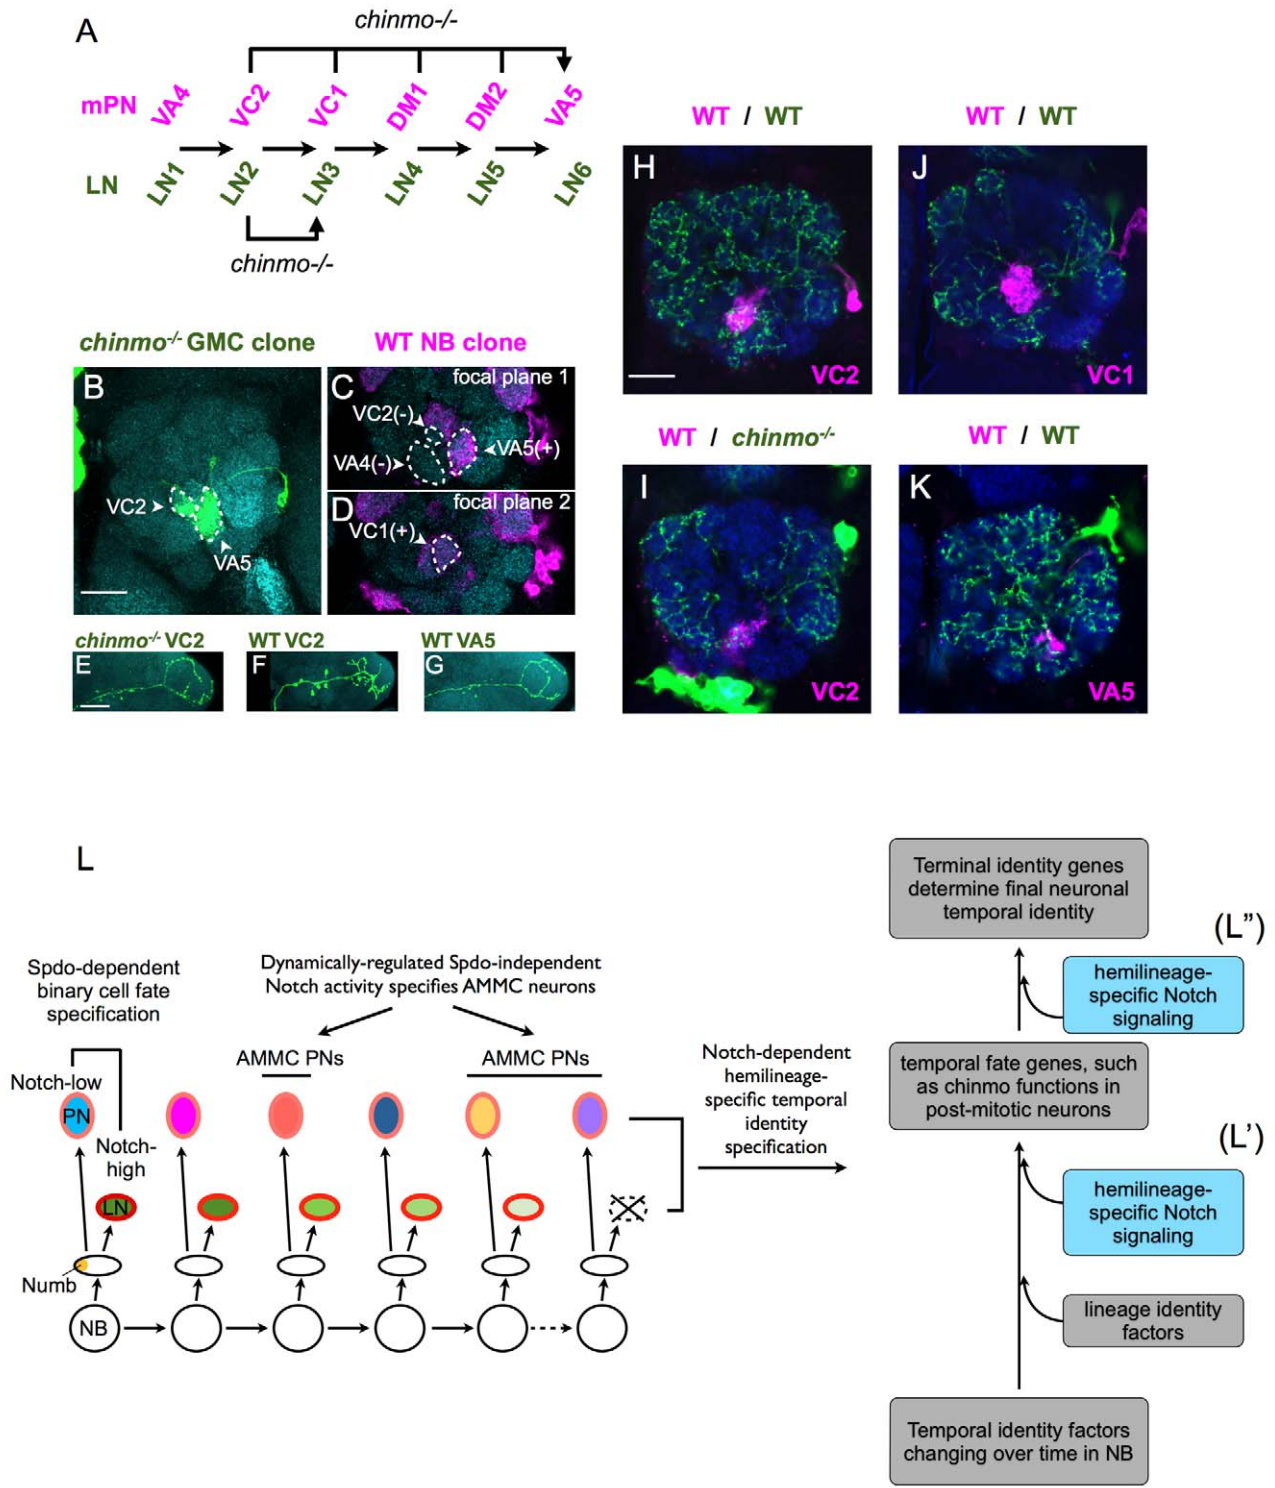 A
chinmo-/-
mPN
VA4
VC2
VC1
DM1
DM2
VA5
LN
LN1
LN2
LN3
LN4
LN5
LN6
chinmo-/-
chinmo-/- GMC clone
WT NB clone
B
VC2
VA5
C
focal plane 1
VC2(-)
VA4(-)
VA5(+)
D
focal plane 2
VC1(+)
chinmo-/- VC2
WT VC2
WT VA5
E
F
G
WT / WT
WT / WT
H
VC2
J
VC1
WT / chinmo-/-
WT / WT
I
VC2
K
VA5
L
Spdo-dependent
binary cell fate
specification
Dynamically-regulated Spdo-independent
Notch activity specifies AMMC neurons
AMMC PNs
AMMC PNs
Notch-low
PN
Notch-
high
LN
Numb
NB
Notch-dependent
hemilineage-
specific temporal
identity
specification
Terminal identity genes
determine final neuronal
temporal identity
(L”)
hemilineage-
specific Notch
signaling
temporal fate genes, such
as chinmo functions in
post-mitotic neurons
(L’)
hemilineage-
specific Notch
signaling
lineage identity
factors
Temporal identity factors
changing over time in NB